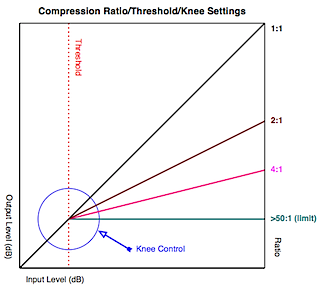 Compression Ratio/Threshold/Knee Settings
1:1
Threshold
2:1
4:1
>50:1 (limit)
Output Level (dB)
Knee Control
Ratio
Input Level (dB)